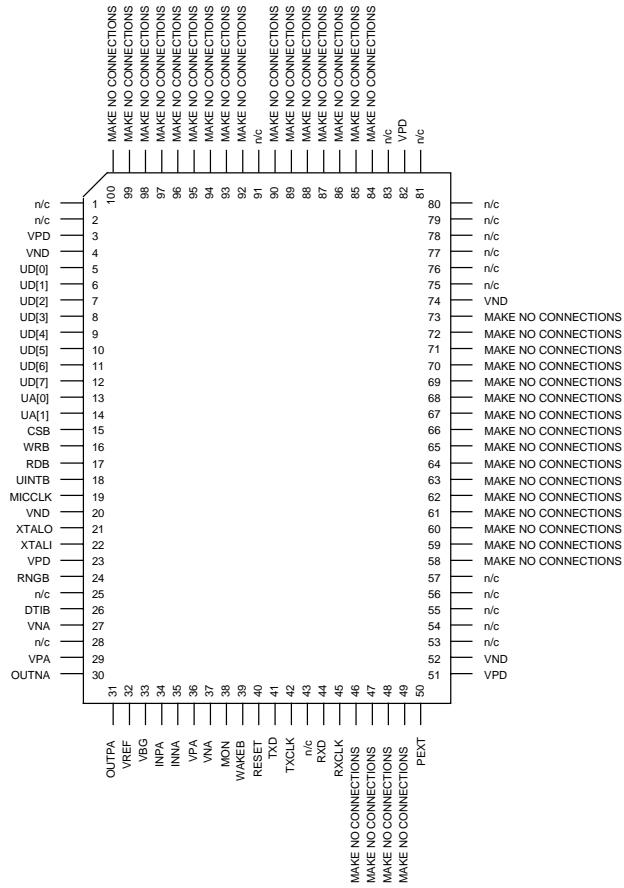 MAKE NO CONNECTIONS 100
MAKE NO CONNECTIONS 99
MAKE NO CONNECTIONS 98
MAKE NO CONNECTIONS 97
MAKE NO CONNECTIONS 96
MAKE NO CONNECTIONS 95
MAKE NO CONNECTIONS 94
MAKE NO CONNECTIONS 93
MAKE NO CONNECTIONS 92
n/c 91
MAKE NO CONNECTIONS 90
MAKE NO CONNECTIONS 89
MAKE NO CONNECTIONS 88
MAKE NO CONNECTIONS 87
MAKE NO CONNECTIONS 86
MAKE NO CONNECTIONS 85
MAKE NO CONNECTIONS 84
n/c 83
VPD 82
n/c 81
n/c 1
n/c 2
VPD 3
VND 4
UD[0] 5
UD[1] 6
UD[2] 7
UD[3] 8
UD[4] 9
UD[5] 10
UD[6] 11
UD[7] 12
UA[0] 13
UA[1] 14
CSB 15
WRB 16
RDB 17
UINTB 18
MICCLK 19
VND 20
XTALO 21
XTALI 22
VPD 23
RNGB 24
n/c 25
DTIB 26
VNA 27
n/c 28
VPA 29
OUTNA 30
80 n/c
79 n/c
78 n/c
77 n/c
76 n/c
75 n/c
74 VND
73 MAKE NO CONNECTIONS
72 MAKE NO CONNECTIONS
71 MAKE NO CONNECTIONS
70 MAKE NO CONNECTIONS
69 MAKE NO CONNECTIONS
68 MAKE NO CONNECTIONS
67 MAKE NO CONNECTIONS
66 MAKE NO CONNECTIONS
65 MAKE NO CONNECTIONS
64 MAKE NO CONNECTIONS
63 MAKE NO CONNECTIONS
62 MAKE NO CONNECTIONS
61 MAKE NO CONNECTIONS
60 MAKE NO CONNECTIONS
59 MAKE NO CONNECTIONS
58 MAKE NO CONNECTIONS
57 n/c
56 n/c
55 n/c
54 n/c
53 n/c
52 VND
51 VPD
OUTPA 31
VREF 32
VBG 33
INPA 34
INNA 35
VPA 36
VNA 37
MON 38
WAKEB 39
RESET 40
TXD 41
TXCLK 42
n/c 43
RXD 44
RXCLK 45
MAKE NO CONNECTIONS 46
MAKE NO CONNECTIONS 47
MAKE NO CONNECTIONS 48
MAKE NO CONNECTIONS 49
PEXT 50